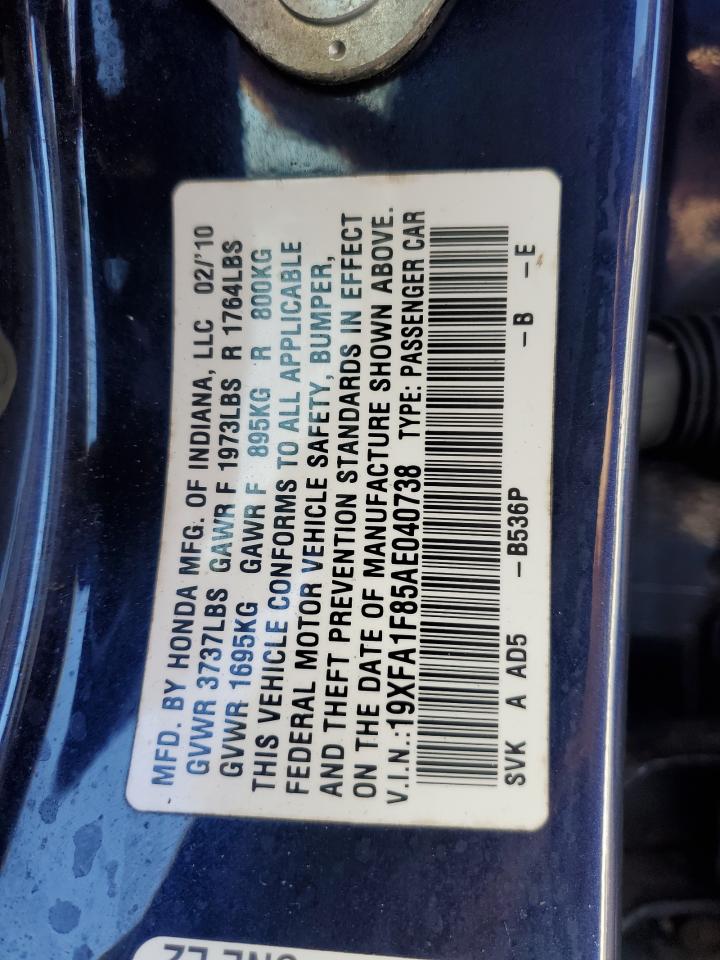 MFD. BY HONDA MFG. OF INDIANA, LLC 02/'10
GVWR 3737LBS GAWR F 1973LBS R 1764LBS
GVWR 1695KG GAWR F 895KG R 800KG
THIS VEHICLE CONFORMS TO ALL APPLICABLE
FEDERAL MOTOR VEHICLE SAFETY, BUMPER,
AND THEFT PREVENTION STANDARDS IN EFFECT
ON THE DATE OF MANUFACTURE SHOWN ABOVE.
V.I.N.:19XFA1F85AE040738 TYPE: PASSENGER CAR
SVK A AD5 -B536P -B -E